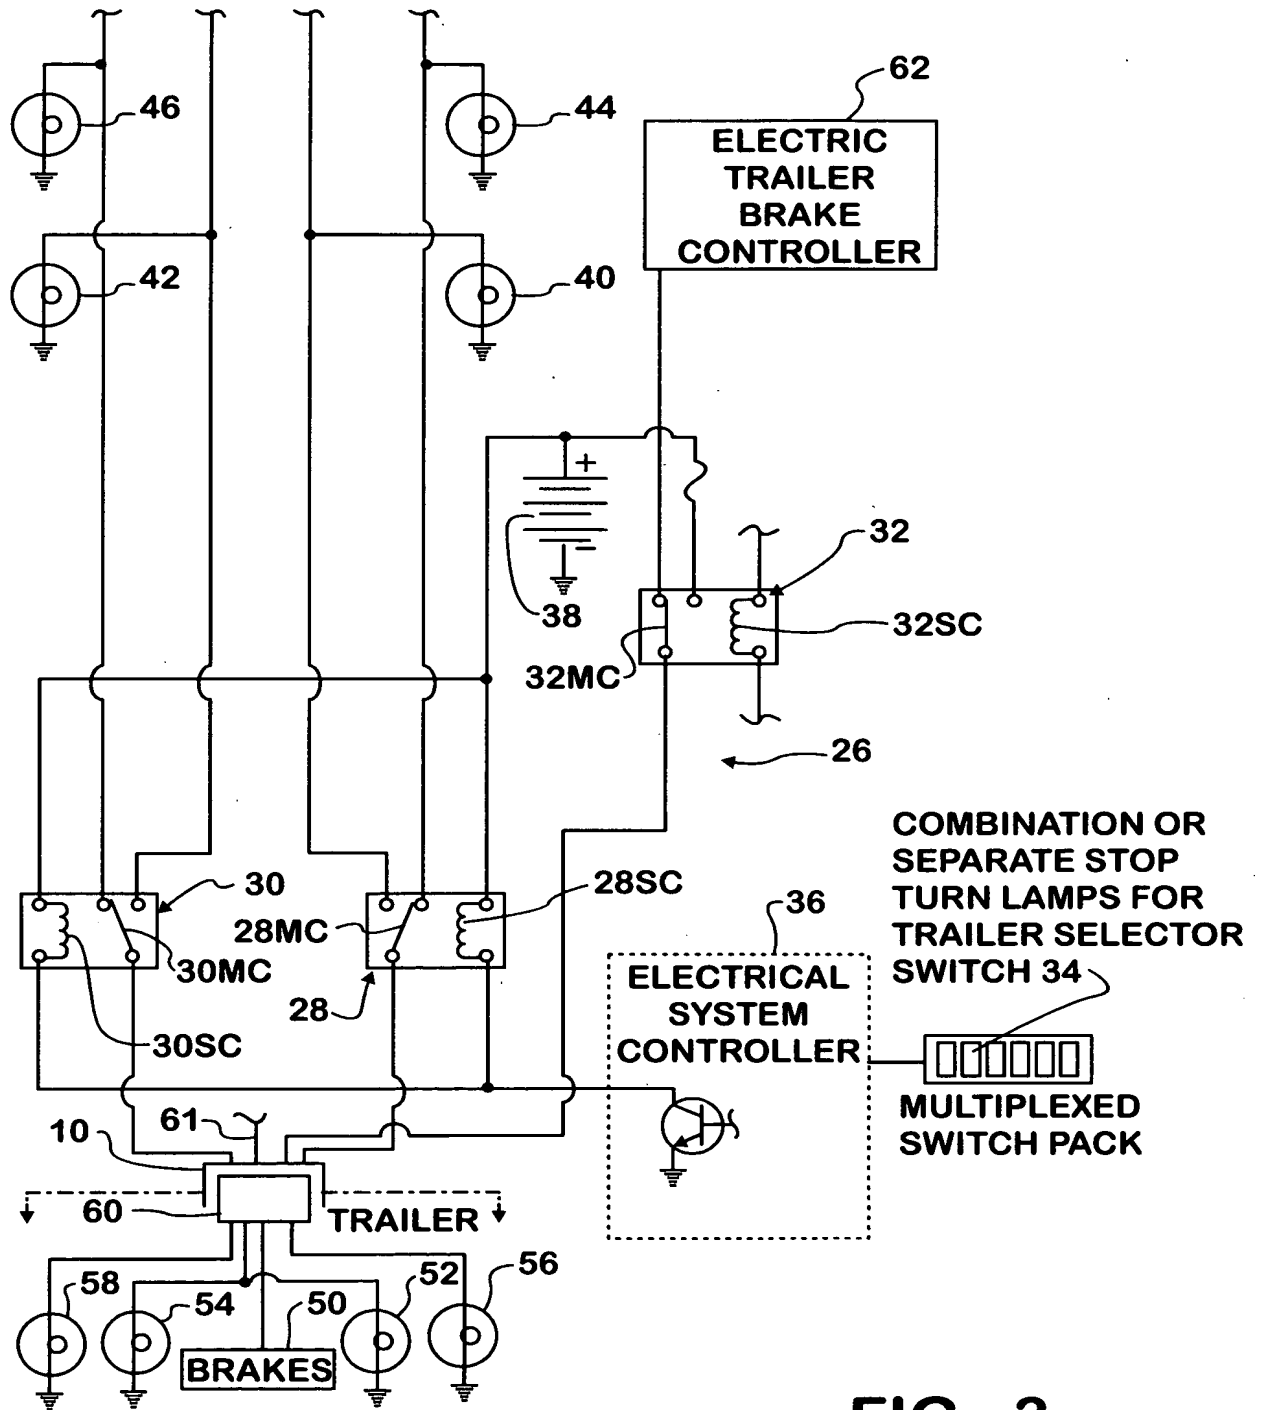 46
44
62
ELECTRIC
TRAILER
BRAKE
CONTROLLER
42
40
+
−
38
32
32SC
32MC
26
COMBINATION OR
SEPARATE STOP
TURN LAMPS FOR
TRAILER SELECTOR
SWITCH 34
30
28SC
28MC
36
30MC
28
30SC
ELECTRICAL
SYSTEM
CONTROLLER
MULTIPLEXED
SWITCH PACK
10
61
60
TRAILER
58
54
50
52
56
BRAKES